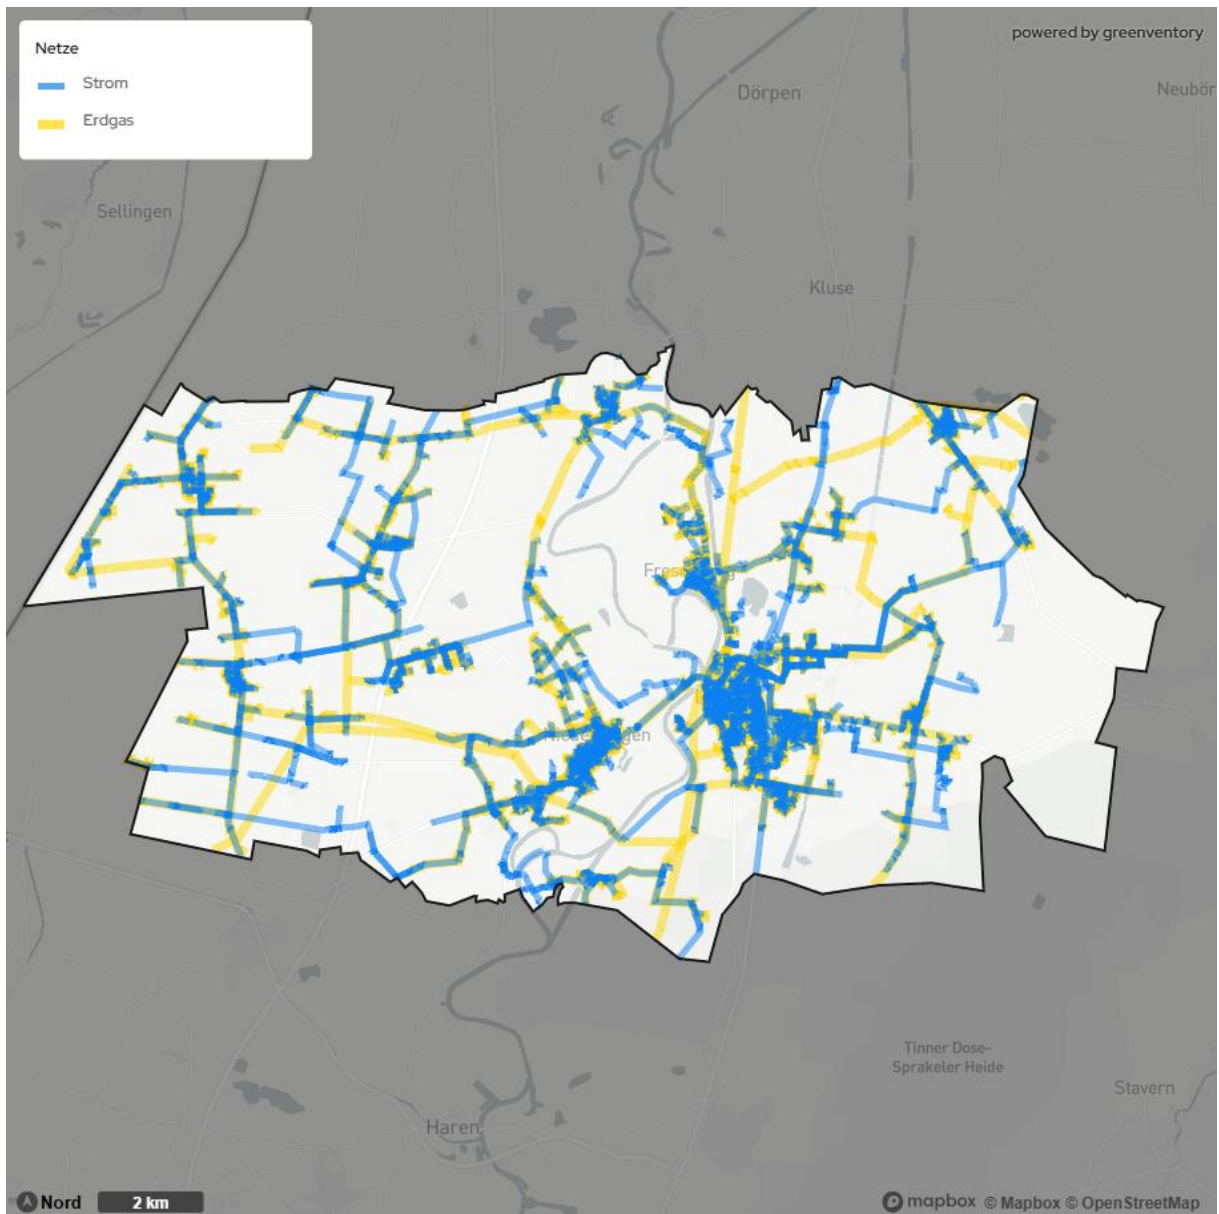 Netze
Strom
Erdgas
powered by greenventory
Dörpen
Neubör
Sellingen
Kluse
Tinner Dose-
Sprakeler Heide
Stavern
Haren
Nord
2 km
mapbox © Mapbox © OpenStreetMap